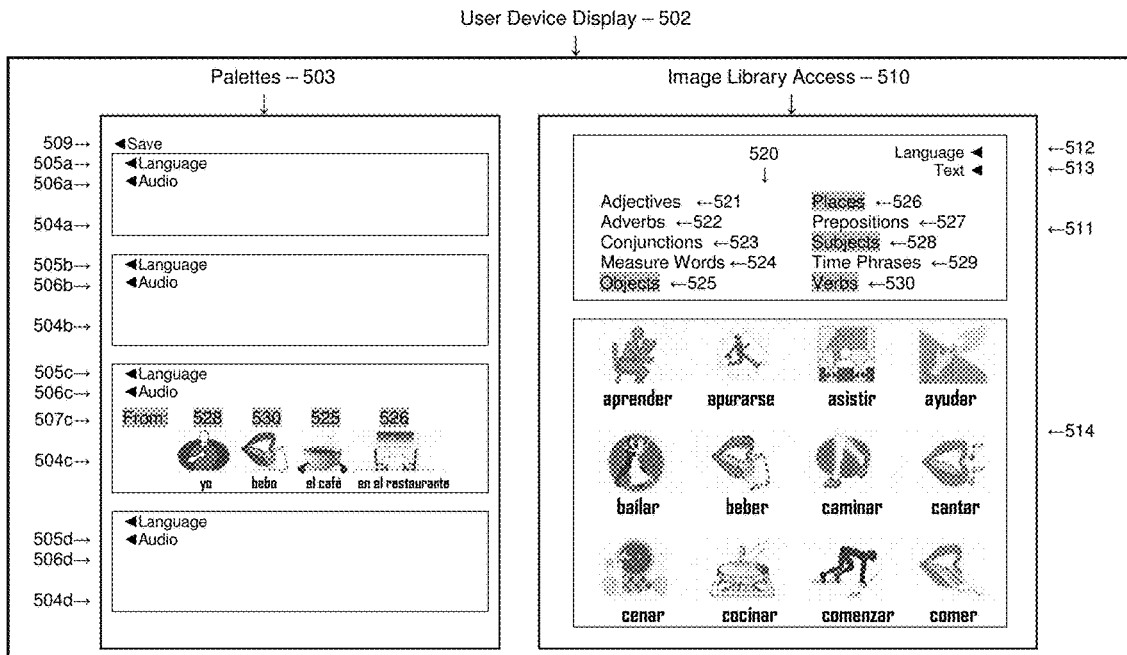 User Device Display – 502
↓
Palettes – 503
↓
509→ ◄Save
505a→ ◄Language
506a→ ◄Audio
504a→
505b→ ◄Language
506b→ ◄Audio
504b→
505c→ ◄Language
506c→ ◄Audio
507c→ From: 528 530 525 526
504c→
yo bebo el café en el restaurante
◄Language
505d→ ◄Audio
506d→
504d→
Image Library Access – 510
↓
520 Language ◄ ←512
↓ Text ◄ ←513
Adjectives ←521 Places ←526
Adverbs ←522 Prepositions ←527
Conjunctions ←523 Subjects ←528 ←511
Measure Words ←524 Time Phrases ←529
Objects ←525 Verbs ←530
aprender apurarse asistir ayudar
←514
bailar beber caminar cantar
cenar cocinar comenzar comer